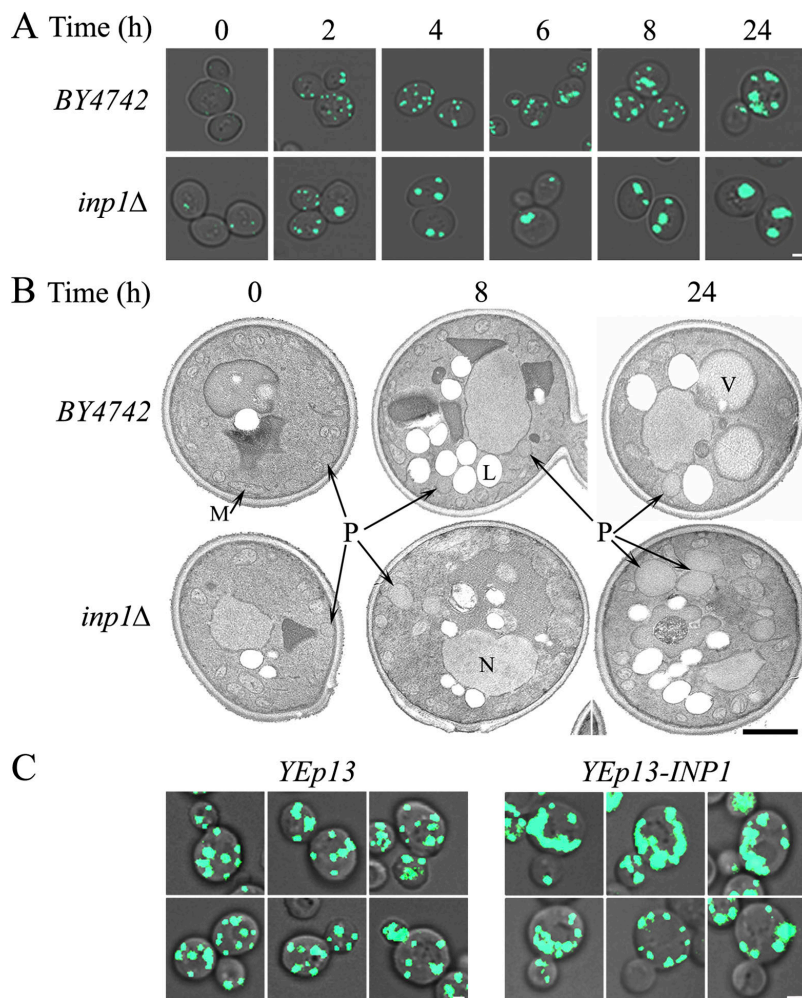 A Time (h) 0 2 4 6 8 24
BY4742
inp1Δ
B Time (h) 0 8 24
BY4742
V
L
M
P P
inp1Δ
N
C YEp13 YEp13-INP1